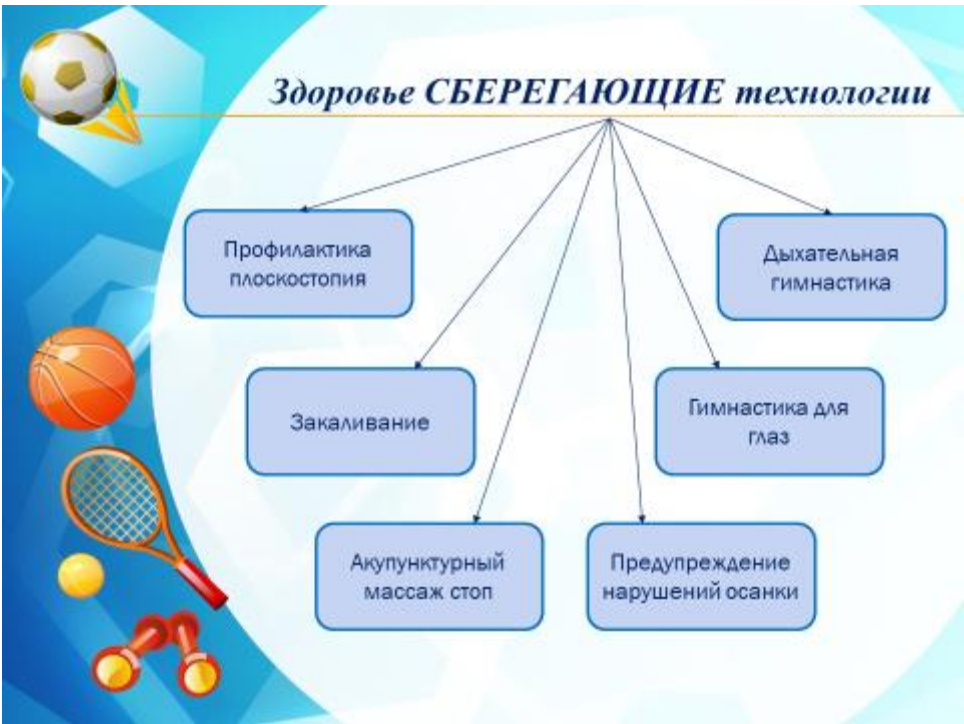 Здоровье СБЕРЕГАЮЩИЕ технологии
Профилактика
плоскостопия
Дыхательная
гимнастика
Закаливание
Гимнастика для
глаз
Акупунктурный
массаж стоп
Предупреждение
нарушений осанки